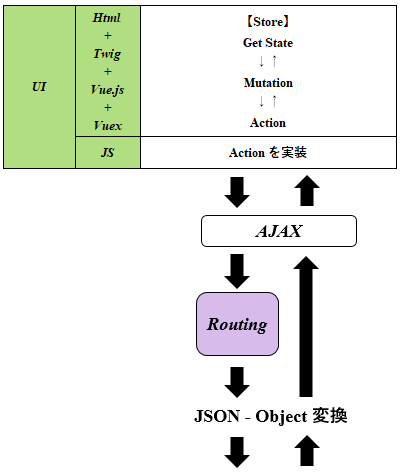 UI
Html
+
Twig
+
Vue.js
+
Vuex
【Store】
Get State
↓ ↑
Mutation
↓ ↑
Action
JS
Action を実装
AJAX
Routing
JSON - Object 変換